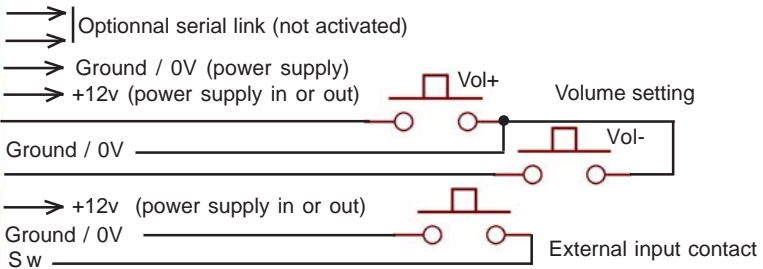 Optionnal serial link (not activated)
Ground / 0V (power supply)
+12v (power supply in or out)
Vol+
Volume setting
Ground / 0V
Vol-
+12v (power supply in or out)
Ground / 0V
Sw
External input contact